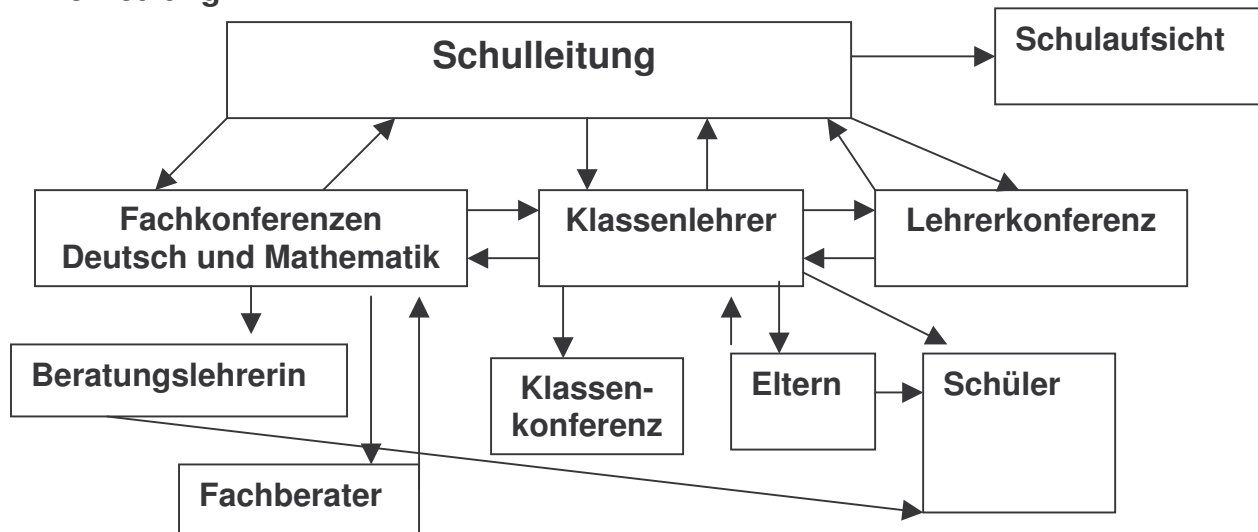 Schulleitung
Schulaufsicht
Fachkonferenzen
Deutsch und Mathematik
Klassenlehrer
Lehrerkonferenz
Beratungslehrerin
Klassen-
konferenz
Eltern
Schüler
Fachberater